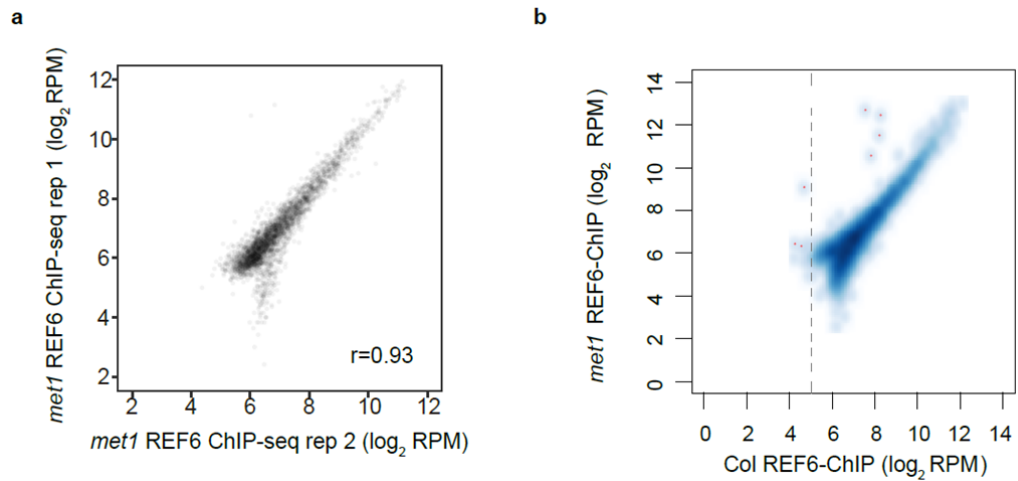 a
met1 REF6 ChIP-seq rep 1 (log2 RPM)
12
10
8
6
4
2
r=0.93
2 4 6 8 10 12
met1 REF6 ChIP-seq rep 2 (log2 RPM)
b
met1 REF6-ChIP (log2 RPM)
14
12
10
8
6
4
2
0
0 2 4 6 8 10 12 14
Col REF6-ChIP (log2 RPM)